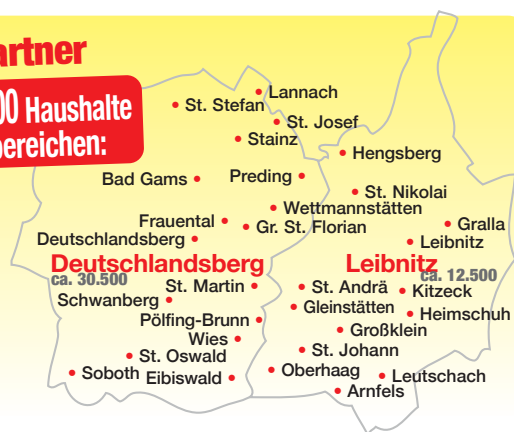 artner
00 Haushalte
bereichen:
Lannach
St. Stefan
St. Josef
Stainz
Hengsberg
Bad Gams
Preding
St. Nikolai
Wettmannstätten
Frauental
Gr. St. Florian
Gralla
Deutschlandsberg
Leibnitz
Deutschlandsberg
Leibnitz
ca. 30.500
ca. 12.500
St. Martin
St. Andrä
Kitzeck
Schwanberg
Gleinstätten
Heimschuh
Pölfing-Brunn
Großklein
Wies
St. Johann
St. Oswald
Oberhaag
Soboth
Eibiswald
Leutschach
Arnfels